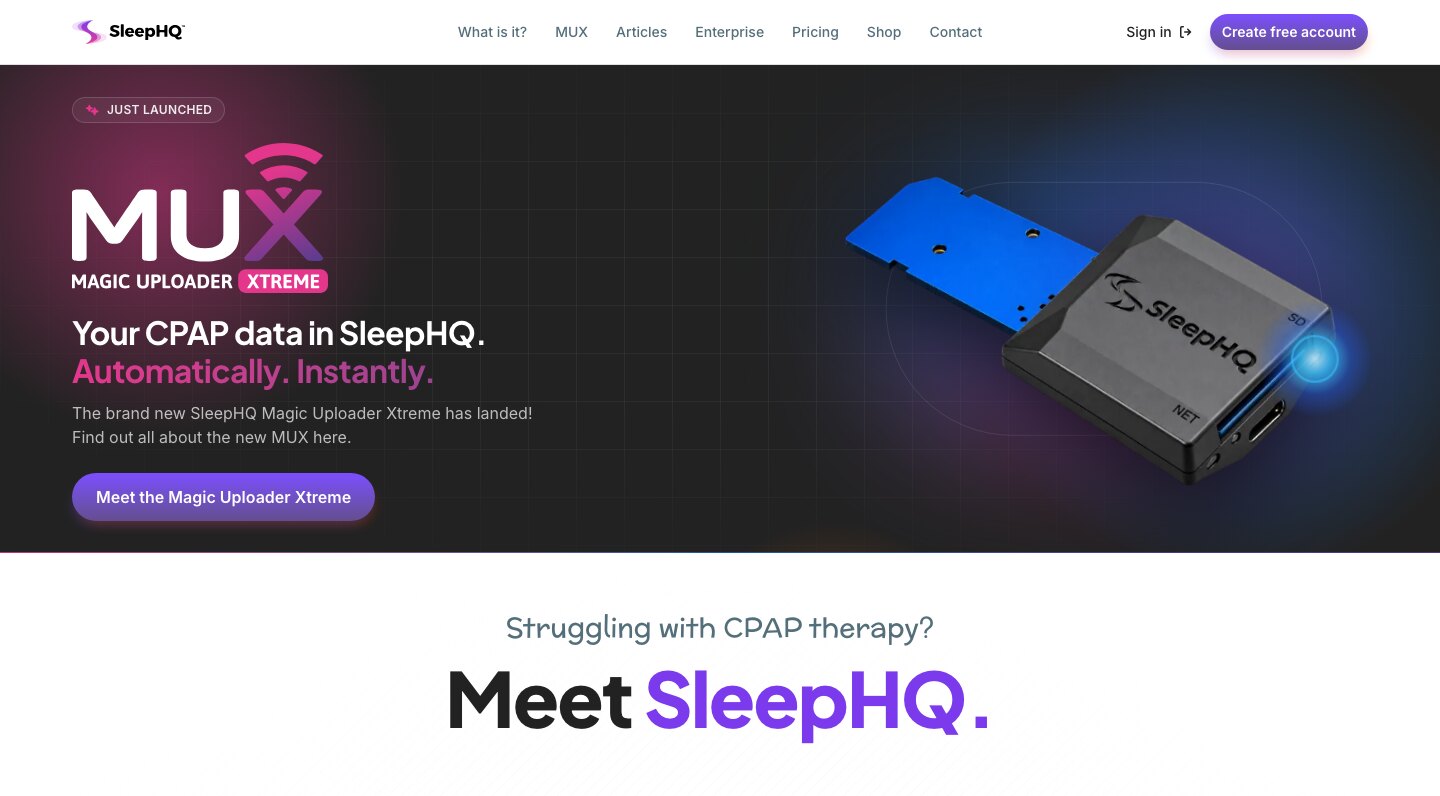 SleepHQ™
What is it?
MUX
Articles
Enterprise
Pricing
Shop
Contact
Sign in
Create free account
JUST LAUNCHED
MUX
MAGIC UPLOADER XTREME
Your CPAP data in SleepHQ.
Automatically. Instantly.
The brand new SleepHQ Magic Uploader Xtreme has landed!
Find out all about the new MUX here.
Meet the Magic Uploader Xtreme
SleepHQ
SD
NET
Struggling with CPAP therapy?
Meet SleepHQ.